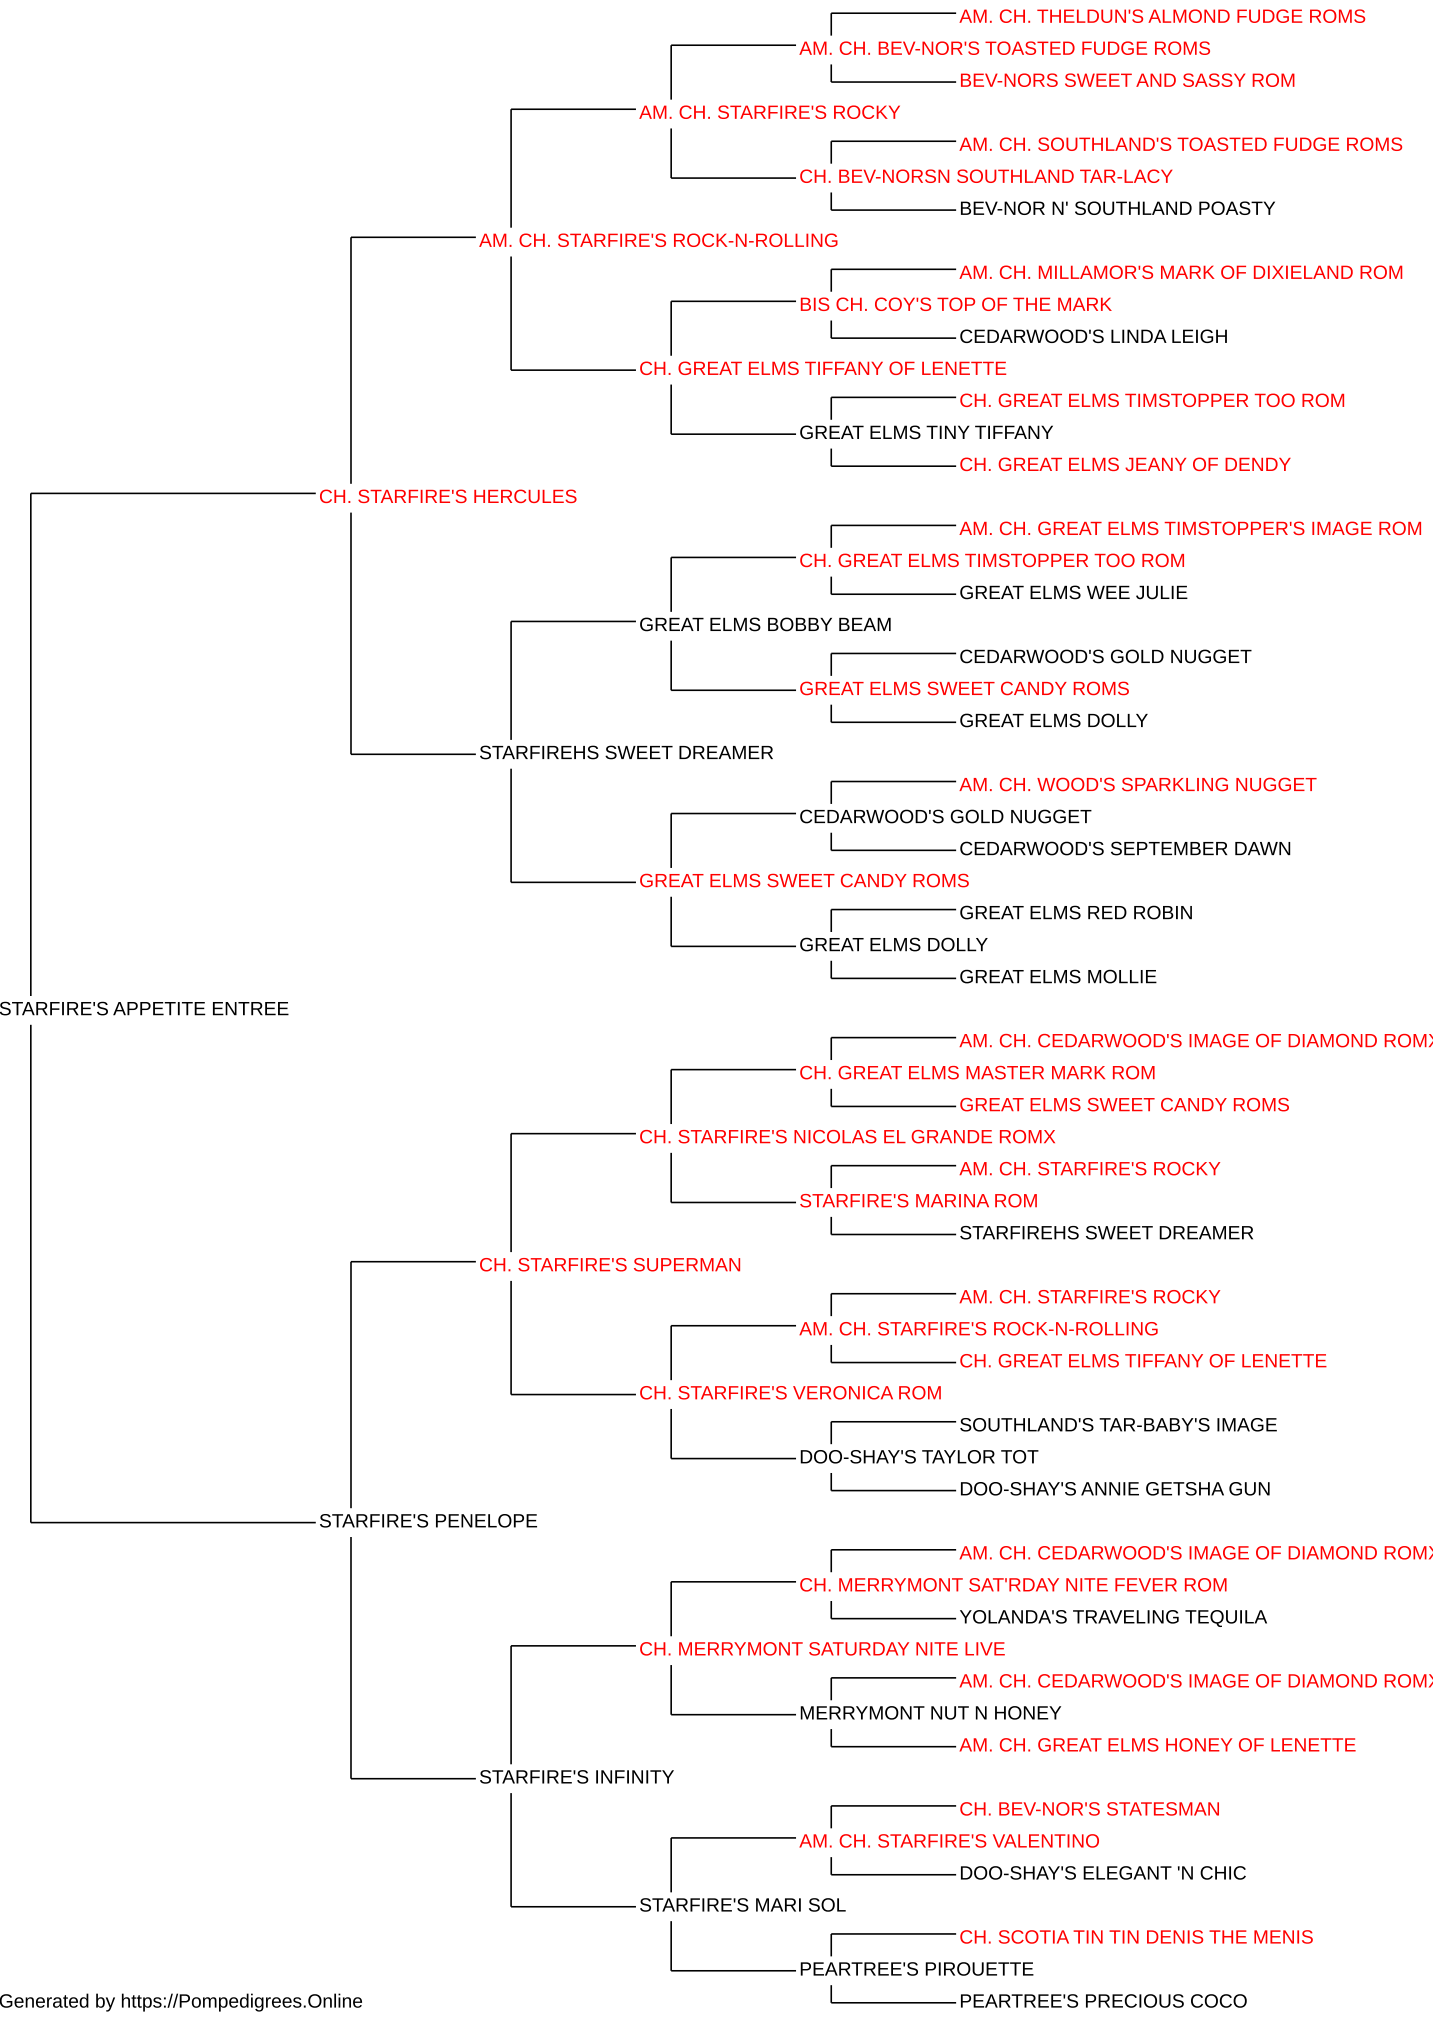 AM. CH. THELDUN'S ALMOND FUDGE ROMS
AM. CH. BEV-NOR'S TOASTED FUDGE ROMS
BEV-NORS SWEET AND SASSY ROM
AM. CH. STARFIRE'S ROCKY
AM. CH. SOUTHLAND'S TOASTED FUDGE ROMS
CH. BEV-NORSN SOUTHLAND TAR-LACY
BEV-NOR N' SOUTHLAND POASTY
AM. CH. STARFIRE'S ROCK-N-ROLLING
AM. CH. MILLAMOR'S MARK OF DIXIELAND ROM
BIS CH. COY'S TOP OF THE MARK
CEDARWOOD'S LINDA LEIGH
CH. GREAT ELMS TIFFANY OF LENETTE
CH. GREAT ELMS TIMSTOPPER TOO ROM
GREAT ELMS TINY TIFFANY
CH. GREAT ELMS JEANY OF DENDY
CH. STARFIRE'S HERCULES
AM. CH. GREAT ELMS TIMSTOPPER'S IMAGE ROM
CH. GREAT ELMS TIMSTOPPER TOO ROM
GREAT ELMS WEE JULIE
GREAT ELMS BOBBY BEAM
CEDARWOOD'S GOLD NUGGET
GREAT ELMS SWEET CANDY ROMS
GREAT ELMS DOLLY
STARFIREHS SWEET DREAMER
AM. CH. WOOD'S SPARKLING NUGGET
CEDARWOOD'S GOLD NUGGET
CEDARWOOD'S SEPTEMBER DAWN
GREAT ELMS SWEET CANDY ROMS
GREAT ELMS RED ROBIN
GREAT ELMS DOLLY
GREAT ELMS MOLLIE
STARFIRE'S APPETITE ENTREE
AM. CH. CEDARWOOD'S IMAGE OF DIAMOND ROMX
CH. GREAT ELMS MASTER MARK ROM
GREAT ELMS SWEET CANDY ROMS
CH. STARFIRE'S NICOLAS EL GRANDE ROMX
AM. CH. STARFIRE'S ROCKY
STARFIRE'S MARINA ROM
STARFIREHS SWEET DREAMER
CH. STARFIRE'S SUPERMAN
AM. CH. STARFIRE'S ROCKY
AM. CH. STARFIRE'S ROCK-N-ROLLING
CH. GREAT ELMS TIFFANY OF LENETTE
CH. STARFIRE'S VERONICA ROM
SOUTHLAND'S TAR-BABY'S IMAGE
DOO-SHAY'S TAYLOR TOT
DOO-SHAY'S ANNIE GETSHA GUN
STARFIRE'S PENELOPE
AM. CH. CEDARWOOD'S IMAGE OF DIAMOND ROMX
CH. MERRYMONT SAT'RDAY NITE FEVER ROM
YOLANDA'S TRAVELING TEQUILA
CH. MERRYMONT SATURDAY NITE LIVE
AM. CH. CEDARWOOD'S IMAGE OF DIAMOND ROMX
MERRYMONT NUT N HONEY
AM. CH. GREAT ELMS HONEY OF LENETTE
STARFIRE'S INFINITY
CH. BEV-NOR'S STATESMAN
AM. CH. STARFIRE'S VALENTINO
DOO-SHAY'S ELEGANT 'N CHIC
STARFIRE'S MARI SOL
CH. SCOTIA TIN TIN DENIS THE MENIS
PEARTREE'S PIROUETTE
PEARTREE'S PRECIOUS COCO
Generated by https://Pompedigrees.Online